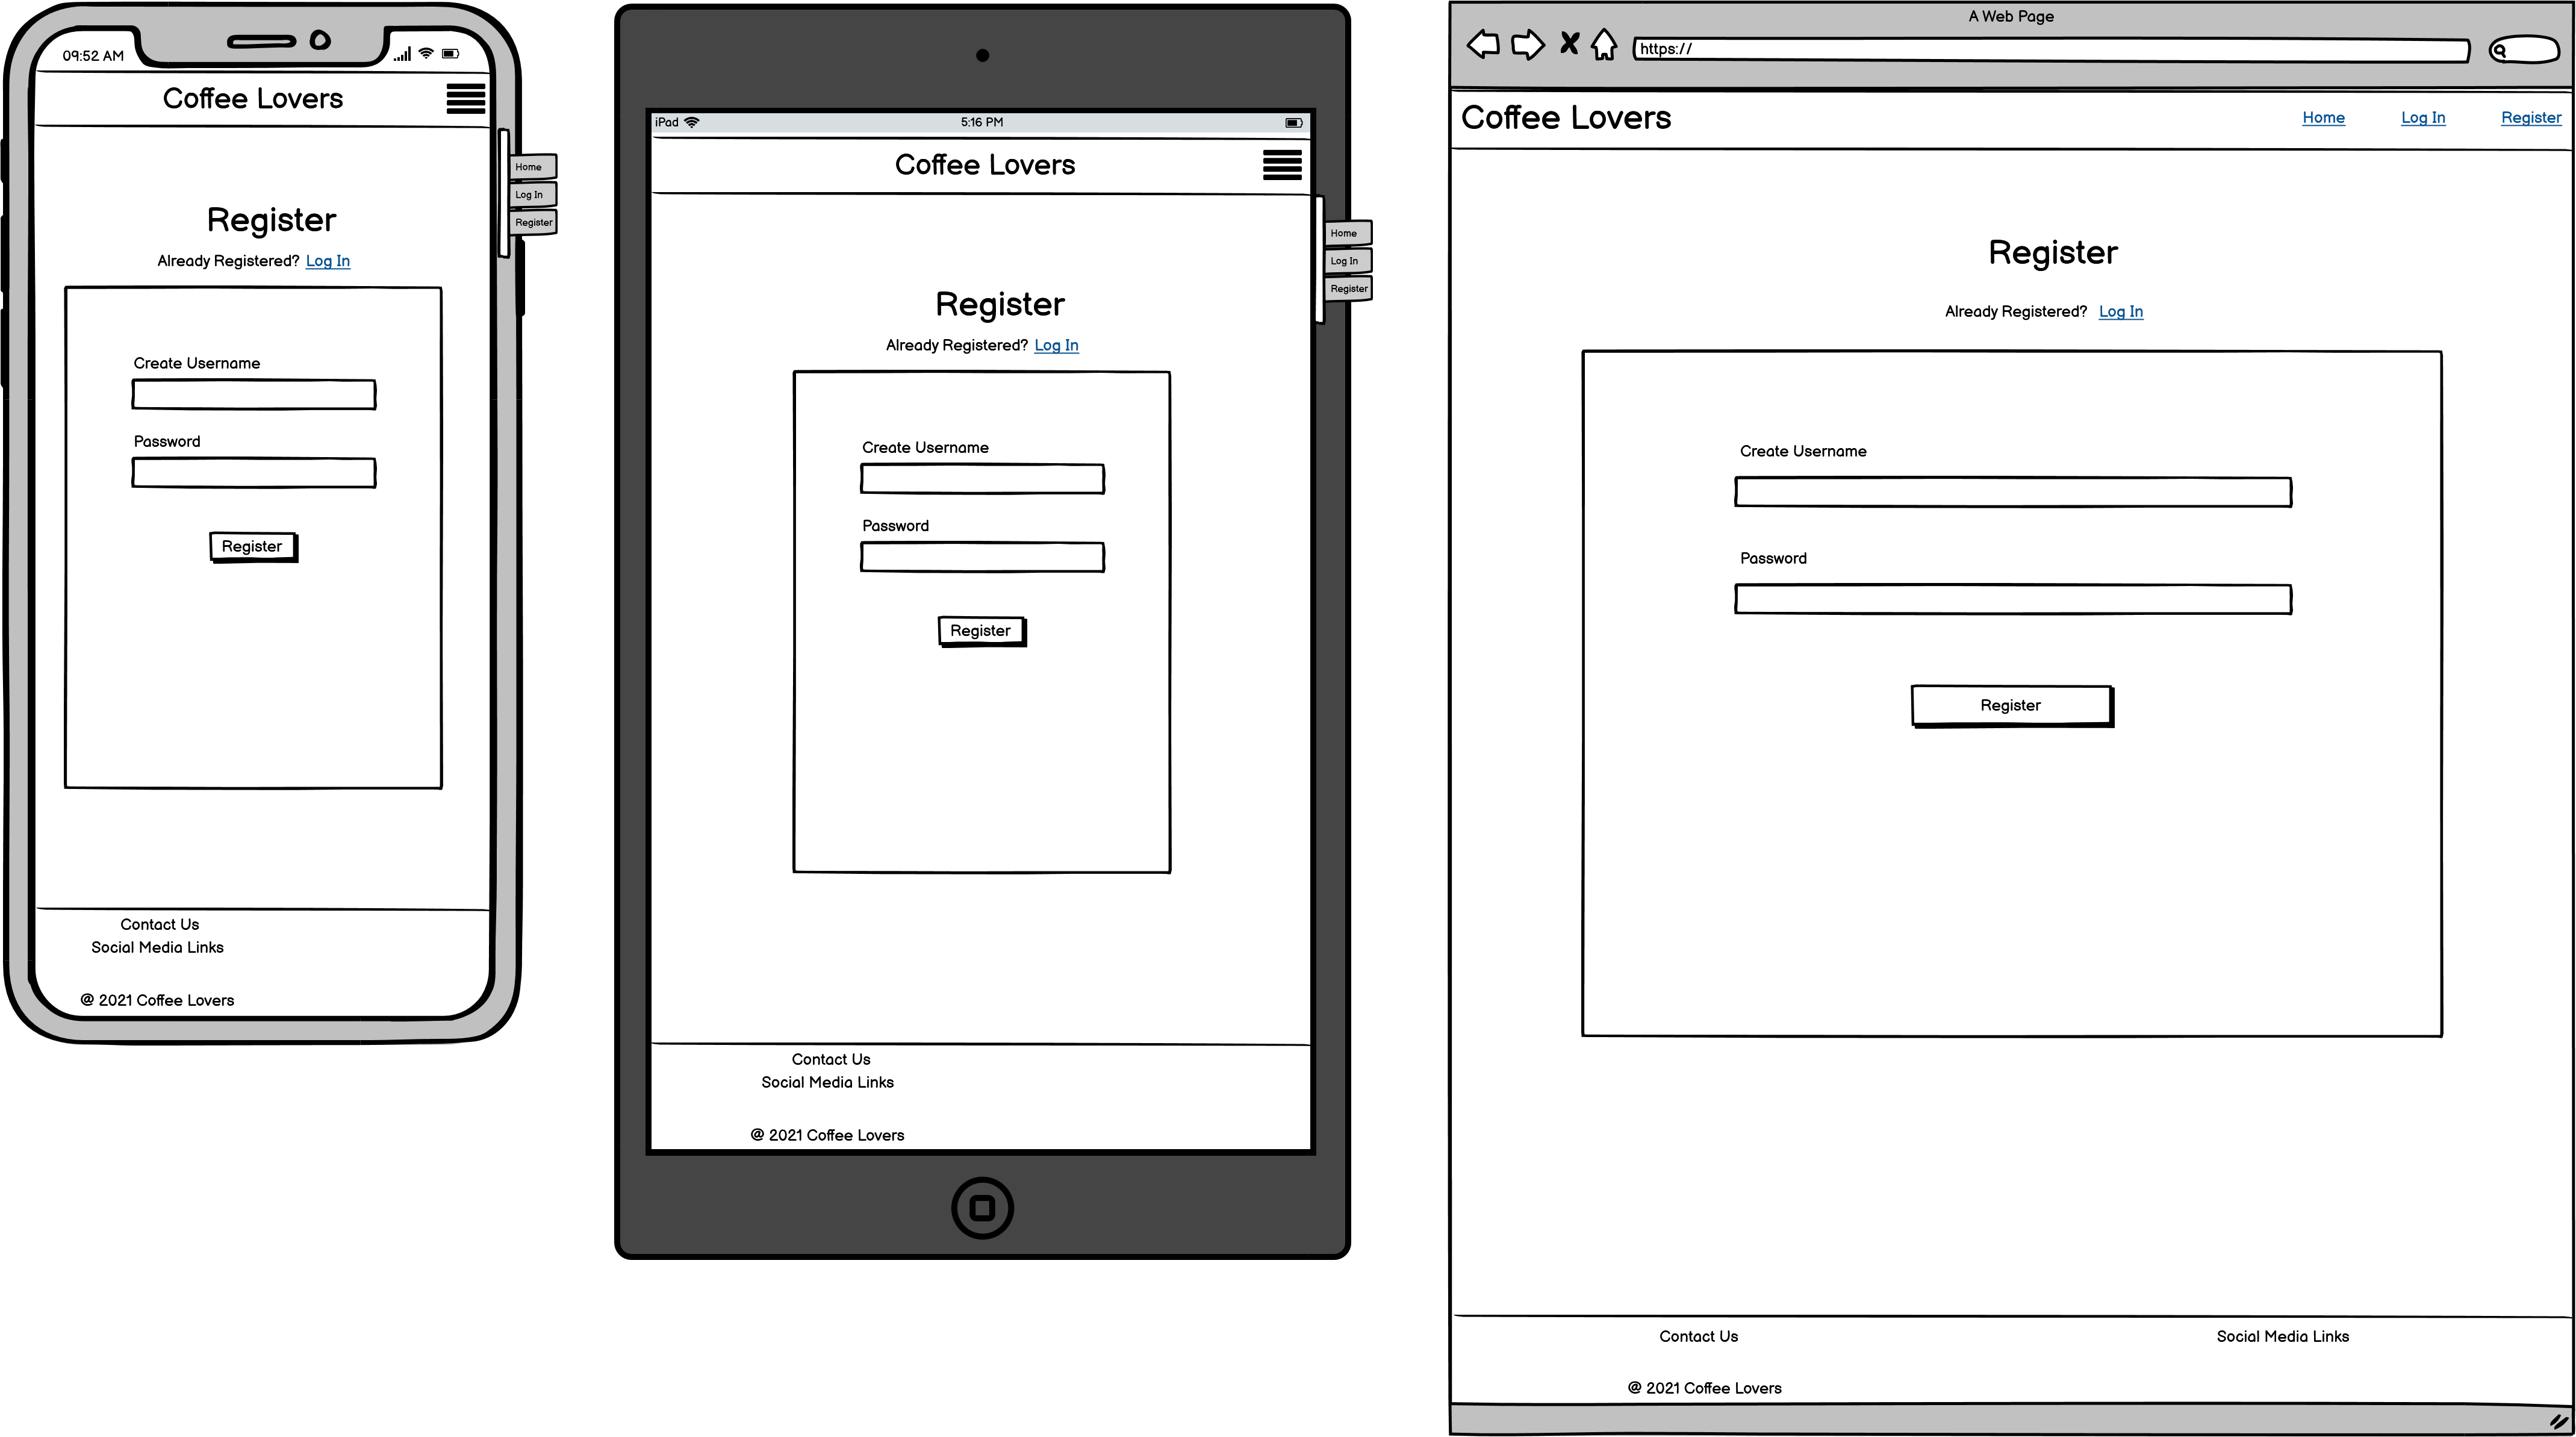 09:52 AM
Coffee Lovers
Home
Log In
Register
Register
Already Registered? Log In
Create Username
Password
Register
Contact Us
Social Media Links
@ 2021 Coffee Lovers
iPad
5:16 PM
Coffee Lovers
Home
Log In
Register
Register
Already Registered? Log In
Create Username
Password
Register
Contact Us
Social Media Links
@ 2021 Coffee Lovers
A Web Page
https://
Coffee Lovers
Home Log In Register
Register
Already Registered? Log In
Create Username
Password
Register
Contact Us
Social Media Links
@ 2021 Coffee Lovers